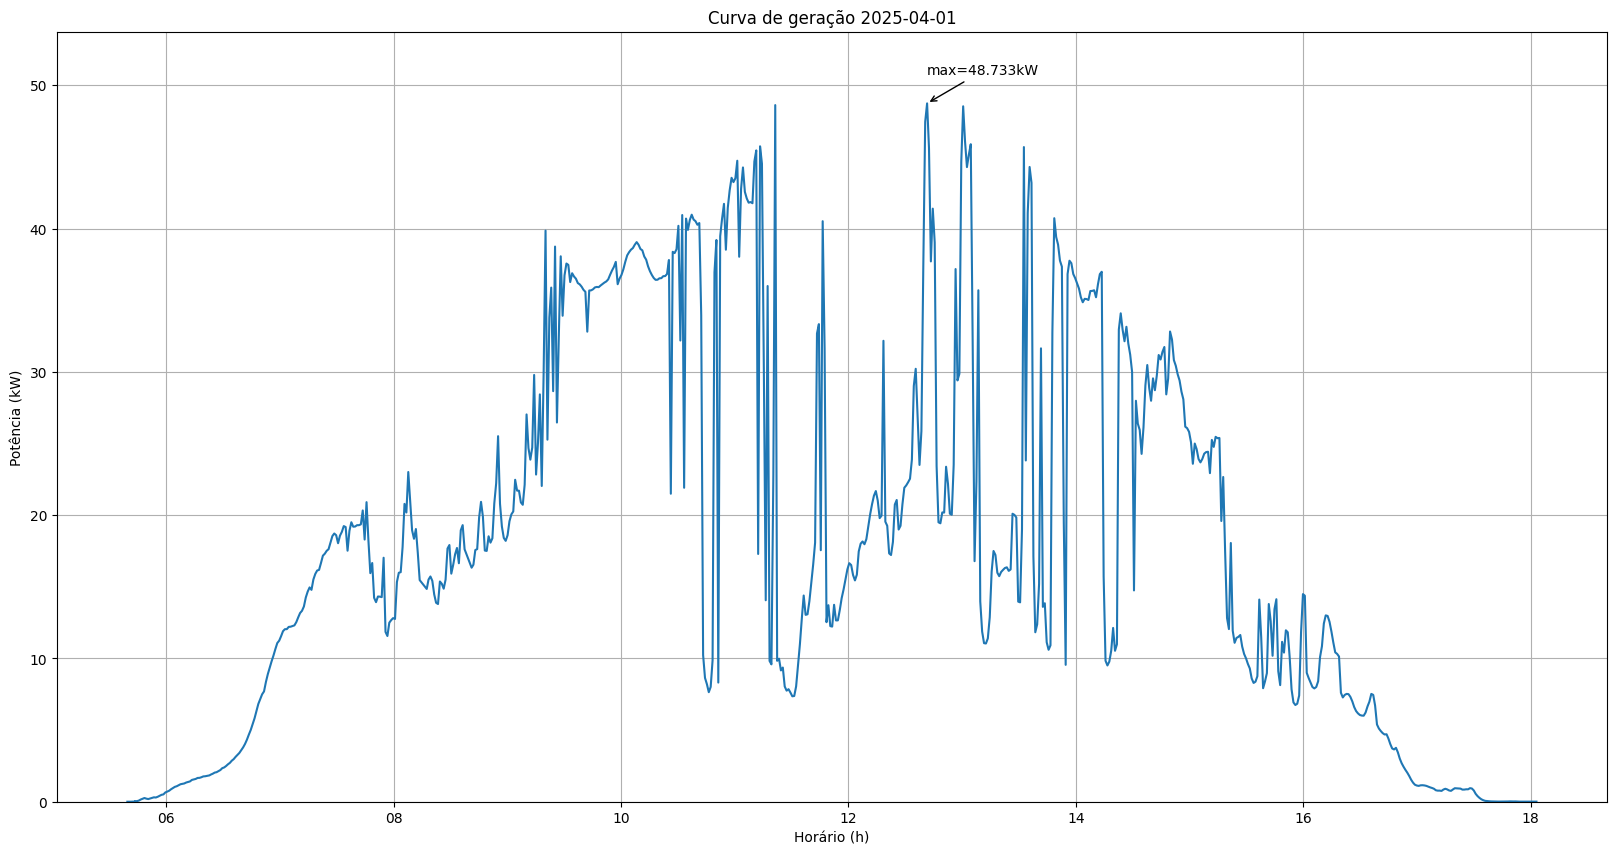 Curva de geração 2025-04-01
max=48.733kW
50
40
30
20
10
0
Potência (kW)
06 08 10 12 14 16 18
Horário (h)